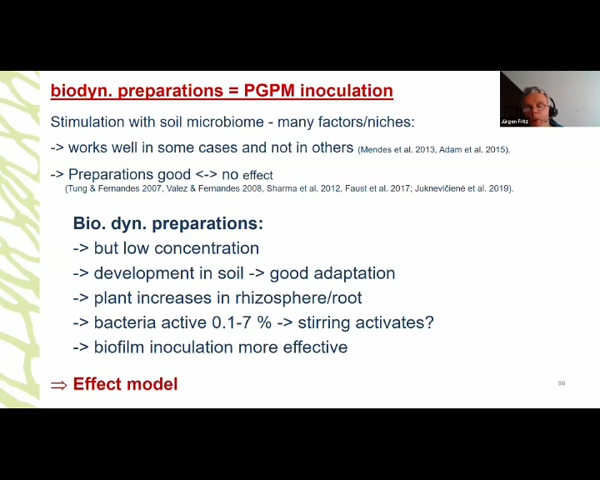 biodyn. preparations = PGPM inoculation
Jürgen Fritz
Stimulation with soil microbiome - many factors/niches:
-> works well in some cases and not in others (Mendes et al. 2013, Adam et al. 2015).
-> Preparations good <-> no effect
(Tung & Fernandes 2007, Valez & Fernandes 2008, Sharma et al. 2012, Faust et al. 2017; Juknevičienė et al. 2019).
Bio. dyn. preparations:
-> but low concentration
-> development in soil -> good adaptation
-> plant increases in rhizosphere/root
-> bacteria active 0.1-7 % -> stirring activates?
-> biofilm inoculation more effective
⇒ Effect model
36